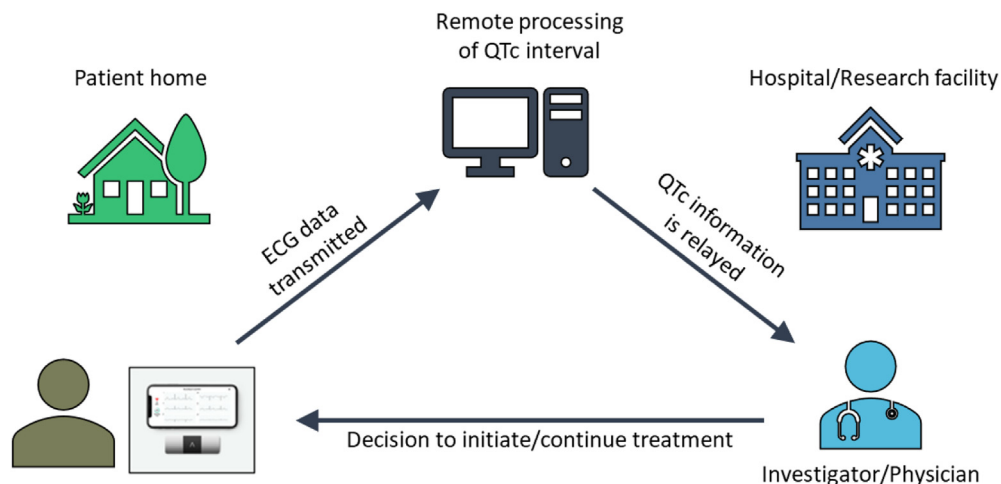 Remote processing
of QTc interval
Patient home
Hospital/Research facility
ECG data
transmitted
QTc information
is relayed
Decision to initiate/continue treatment
Investigator/Physician